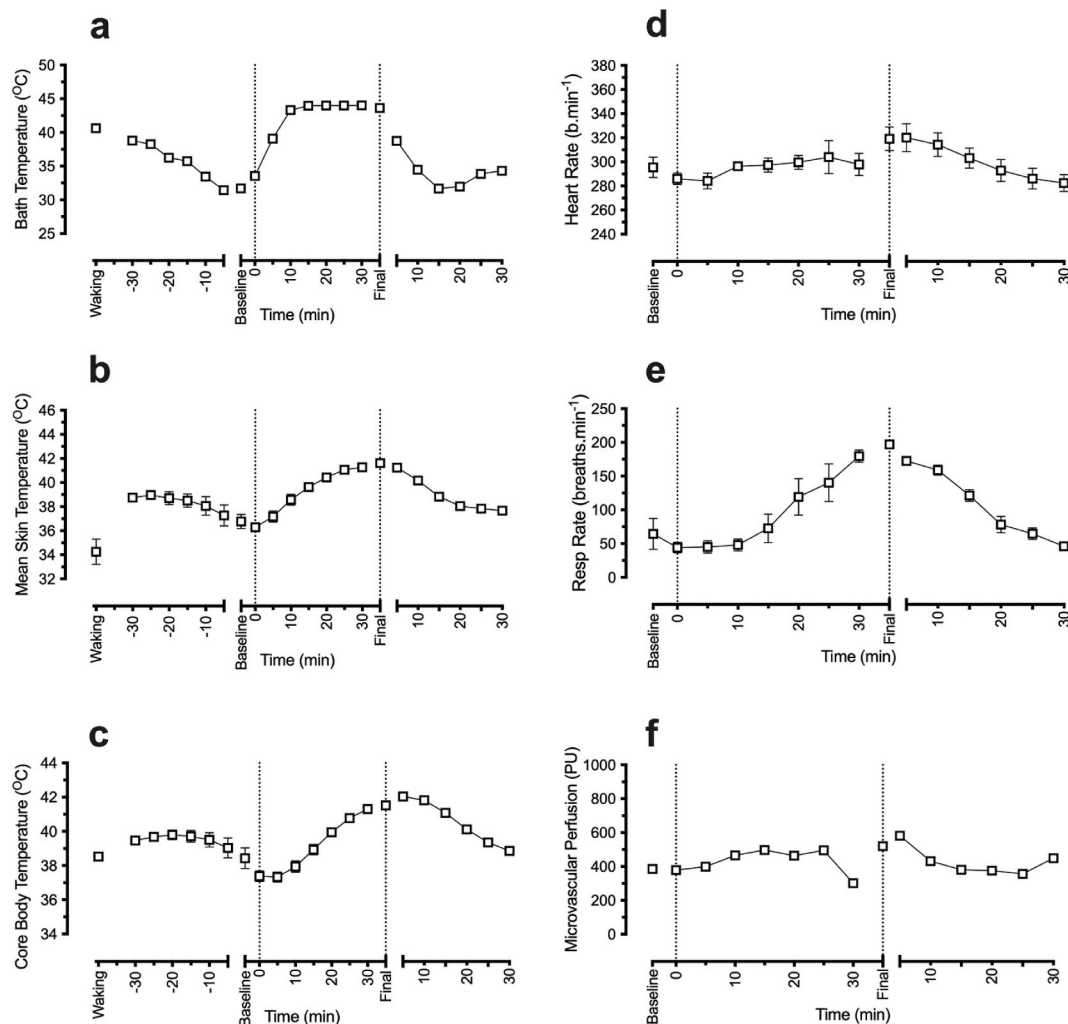 a
Bath Temperature (°C)
50
45
40
35
30
25
Waking
-30
-20
-10
Baseline
0
10
20
30
Final
10
20
30
Time (min)
b
Mean Skin Temperature (°C)
46
44
42
40
38
36
34
32
Waking
-30
-20
-10
Baseline
0
10
20
30
Final
10
20
30
Time (min)
c
Core Body Temperature (°C)
44
42
40
38
36
34
Waking
-30
-20
-10
Baseline
0
10
20
30
Final
10
20
30
Time (min)
d
Heart Rate (b.min-1)
380
360
340
320
300
280
260
240
Baseline
0
10
20
30
Final
10
20
30
Time (min)
e
Resp Rate (breaths.min-1)
250
200
150
100
50
0
Baseline
0
10
20
30
Final
10
20
30
Time (min)
f
Microvascular Perfusion (PU)
1000
800
600
400
200
0
Baseline
0
10
20
30
Final
10
20
30
Time (min)